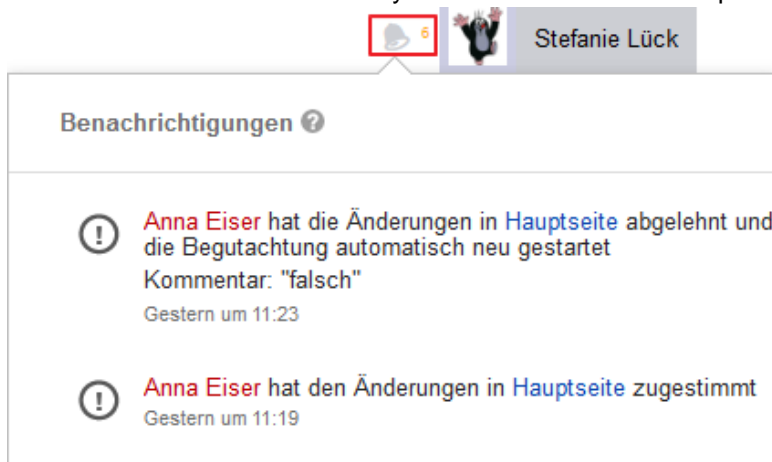 6
Stefanie Lück
Benachrichtigungen ?
!
Anna Eiser hat die Änderungen in Hauptseite abgelehnt und
die Begutachtung automatisch neu gestartet
Kommentar: "falsch"
Gestern um 11:23
!
Anna Eiser hat den Änderungen in Hauptseite zugestimmt
Gestern um 11:19